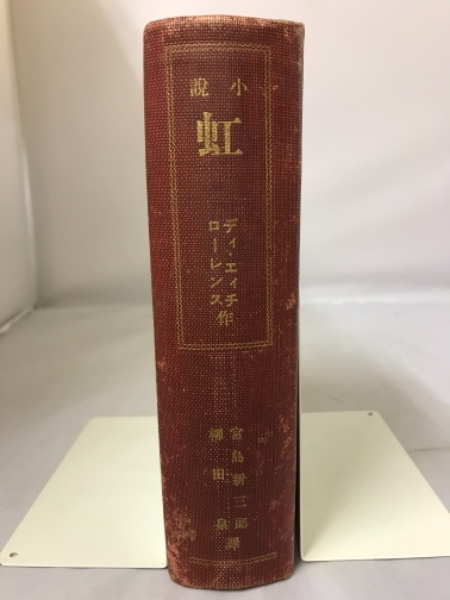 小説
虹
ディ・エィチ
ローレンス作
宮島新三郎
柳田泉譯